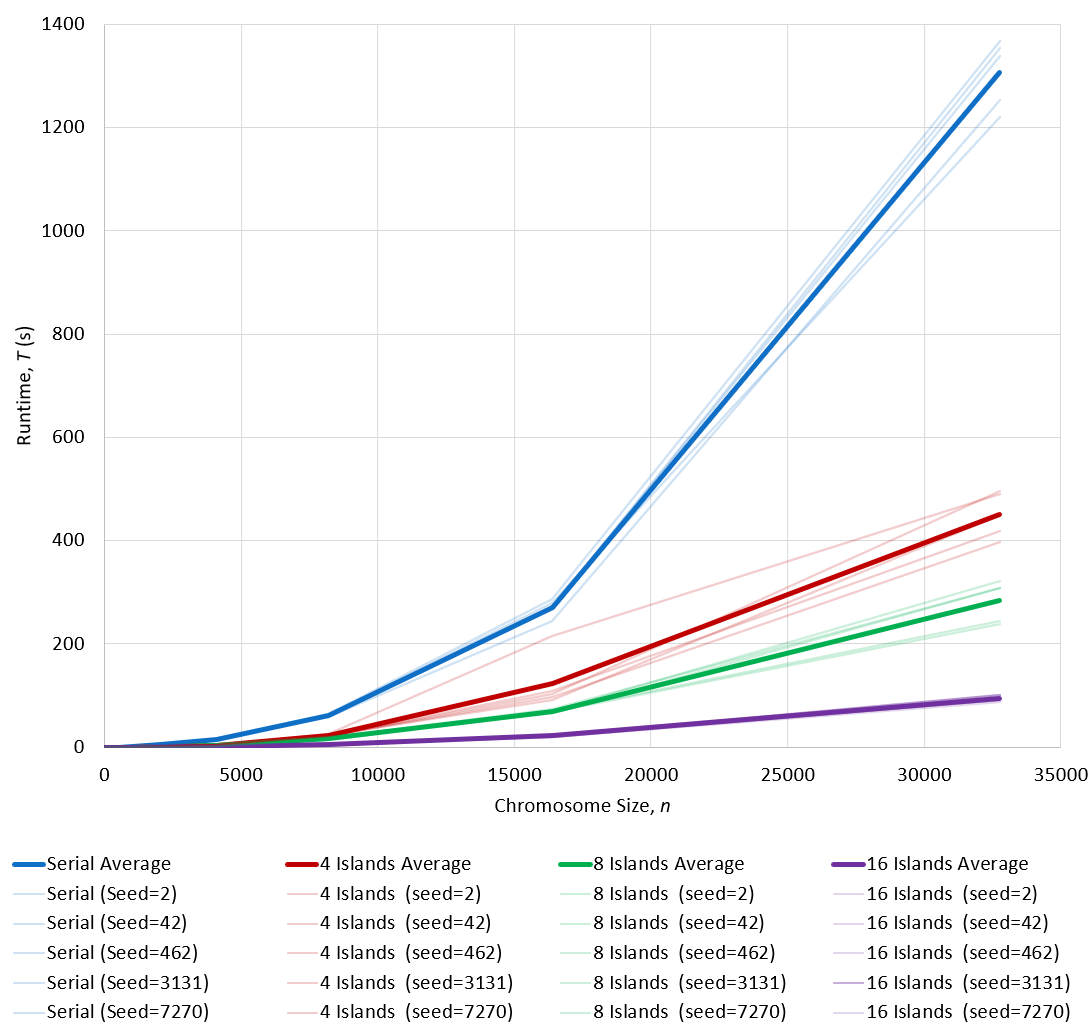 1400
1200
1000
800
600
400
200
0
Runtime, T (s)
0 5000 10000 15000 20000 25000 30000 35000
Chromosome Size, n
Serial Average 4 Islands Average 8 Islands Average 16 Islands Average
Serial (Seed=2) 4 Islands (seed=2) 8 Islands (seed=2) 16 Islands (seed=2)
Serial (Seed=42) 4 Islands (seed=42) 8 Islands (seed=42) 16 Islands (seed=42)
Serial (Seed=462) 4 Islands (seed=462) 8 Islands (seed=462) 16 Islands (seed=462)
Serial (Seed=3131) 4 Islands (seed=3131) 8 Islands (seed=3131) 16 Islands (seed=3131)
Serial (Seed=7270) 4 Islands (seed=7270) 8 Islands (seed=7270) 16 Islands (seed=7270)